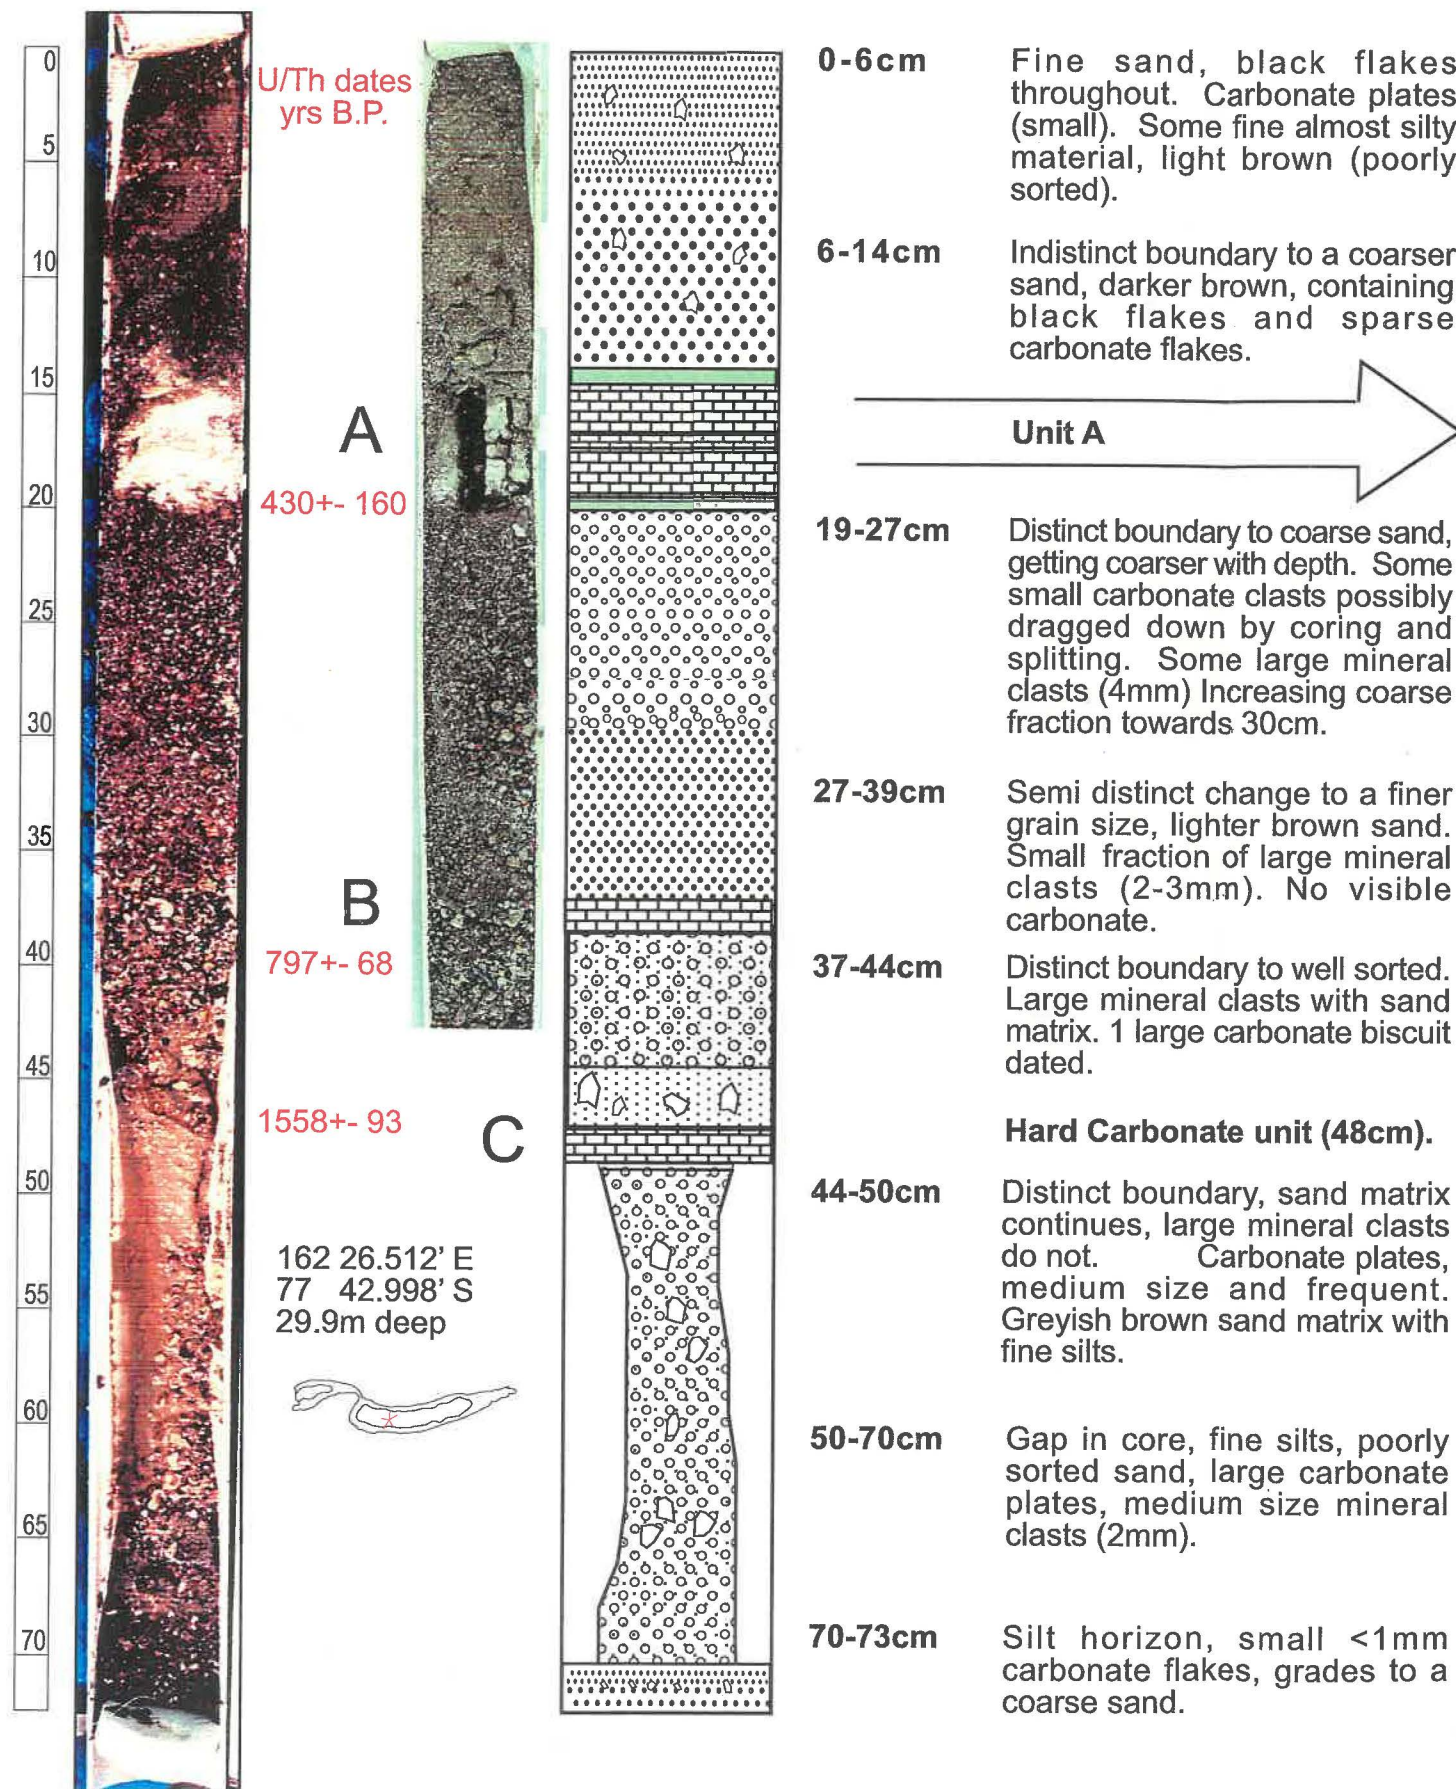 0
5
10
15
20
25
30
35
40
45
50
55
60
65
70
U/Th dates
yrs B.P.
A
430+- 160
B
797+- 68
1558+- 93
C
162 26.512' E
77 42.998' S
29.9m deep
0-6cm
Fine sand, black flakes
throughout. Carbonate plates
(small). Some fine almost silty
material, light brown (poorly
sorted).
6-14cm
Indistinct boundary to a coarser
sand, darker brown, containing
black flakes and sparse
carbonate flakes.
Unit A
19-27cm
Distinct boundary to coarse sand,
getting coarser with depth. Some
small carbonate clasts possibly
dragged down by coring and
splitting. Some large mineral
clasts (4mm) Increasing coarse
fraction towards 30cm.
27-39cm
Semi distinct change to a finer
grain size, lighter brown sand.
Small fraction of large mineral
clasts (2-3mm). No visible
carbonate.
37-44cm
Distinct boundary to well sorted.
Large mineral clasts with sand
matrix. 1 large carbonate biscuit
dated.
Hard Carbonate unit (48cm).
44-50cm
Distinct boundary, sand matrix
continues, large mineral clasts
do not. Carbonate plates,
medium size and frequent.
Greyish brown sand matrix with
fine silts.
50-70cm
Gap in core, fine silts, poorly
sorted sand, large carbonate
plates, medium size mineral
clasts (2mm).
70-73cm
Silt horizon, small <1mm
carbonate flakes, grades to a
coarse sand.